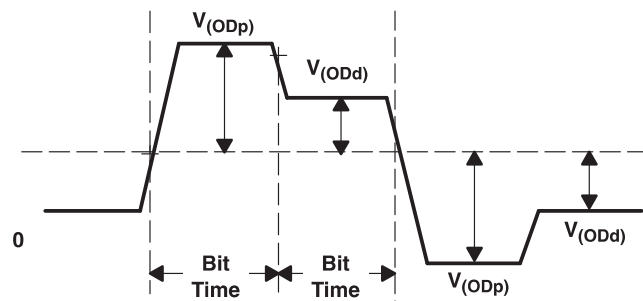 V(ODp)
V(ODd)
0
Bit
Time
Bit
Time
V(ODp)
V(ODd)